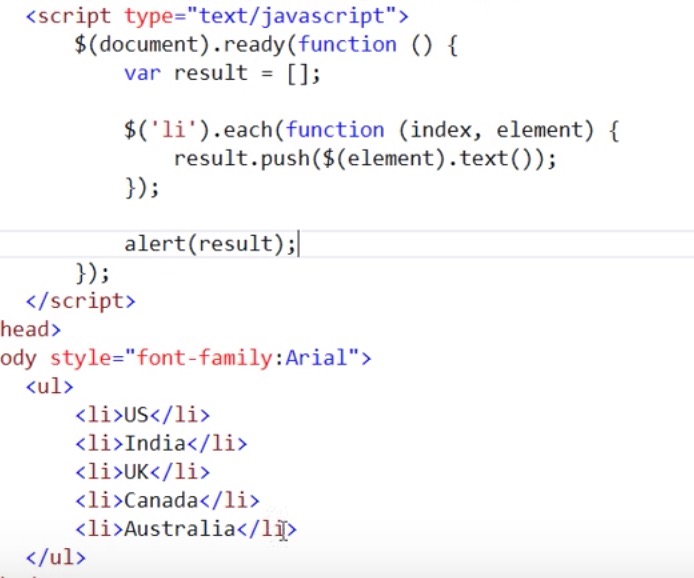 <script type="text/javascript">
$(document).ready(function () {
var result = [];
$('li').each(function (index, element) {
result.push($(element).text());
});
alert(result);
});
</script>
head>
ody style="font-family:Arial">
<ul>
<li>US</li>
<li>India</li>
<li>UK</li>
<li>Canada</li>
<li>Australia</li>
</ul>